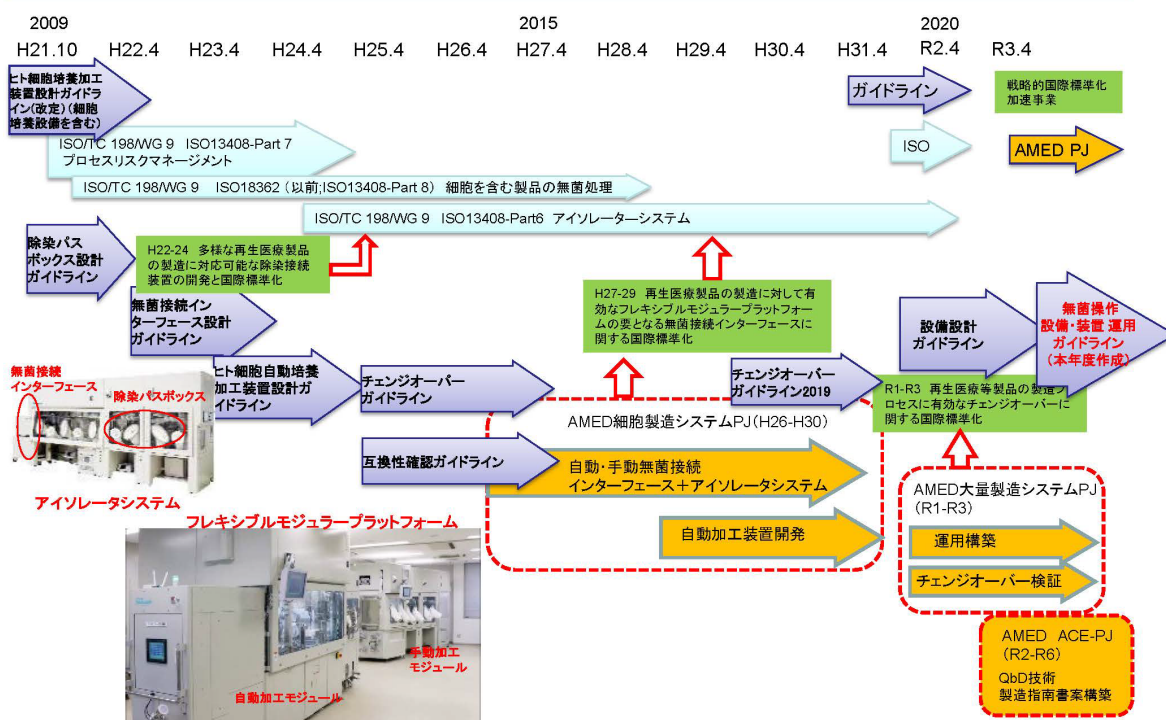 2009
2015
2020
H21.10
H22.4
H23.4
H24.4
H25.4
H26.4
H27.4
H28.4
H29.4
H30.4
H31.4
R2.4
R3.4
ヒト細胞培養加工
装置設計ガイドラ
イン(改定)(細胞
培養設備を含む)
ガイドライン
戦略的国際標準化
加速事業
ISO
AMED PJ
ISO/TC 198/WG 9 ISO13408-Part 7
プロセスリスクマネージメント
ISO/TC 198/WG 9 ISO18362 (以前;ISO13408-Part 8) 細胞を含む製品の無菌処理
ISO/TC 198/WG 9 ISO13408-Part6 アイソレーターシステム
除染パス
ボックス設計
ガイドライン
H22-24 多様な再生医療製品
の製造に対応可能な除染接続
装置の開発と国際標準化
無菌接続イン
ターフェース設計
ガイドライン
H27-29 再生医療製品の製造に対して有
効なフレキシブルモジュラープラットフォー
ムの要となる無菌接続インターフェースに
関する国際標準化
設備設計
ガイドライン
無菌操作
設備・装置 運用
ガイドライン
(本年度作成)
無菌接続
インターフェース
除染パスボックス
アイソレータシステム
ヒト細胞自動培養
加工装置設計ガ
イドライン
チェンジオーバー
ガイドライン
チェンジオーバー
ガイドライン2019
R1-R3 再生医療等製品の製造プ
ロセスに有効なチェンジオーバーに
関する国際標準化
AMED細胞製造システムPJ(H26-H30)
互換性確認ガイドライン
自動・手動無菌接続
インターフェース+アイソレータシステム
自動加工装置開発
AMED大量製造システムPJ
(R1-R3)
運用構築
チェンジオーバー検証
AMED ACE-PJ
(R2-R6)
QbD技術
製造指南書案構築
フレキシブルモジュラープラットフォーム
手動加工
モジュール
自動加工モジュール